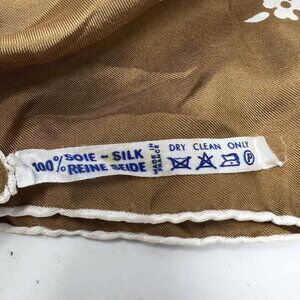 100% SOIE - SILK
REINE SEIDE
MADE IN
FRANCE
DRY CLEAN ONLY
A P